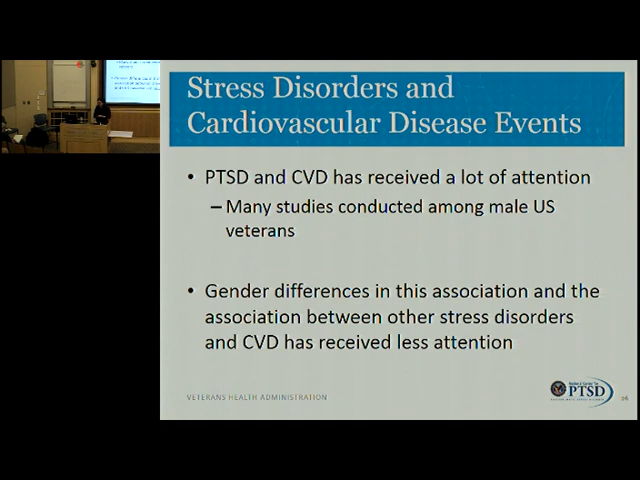 Stress Disorders and
Cardiovascular Disease Events
• PTSD and CVD has received a lot of attention
– Many studies conducted among male US
veterans
• Gender differences in this association and the
association between other stress disorders
and CVD has received less attention
VETERANS HEALTH ADMINISTRATION
PTSD